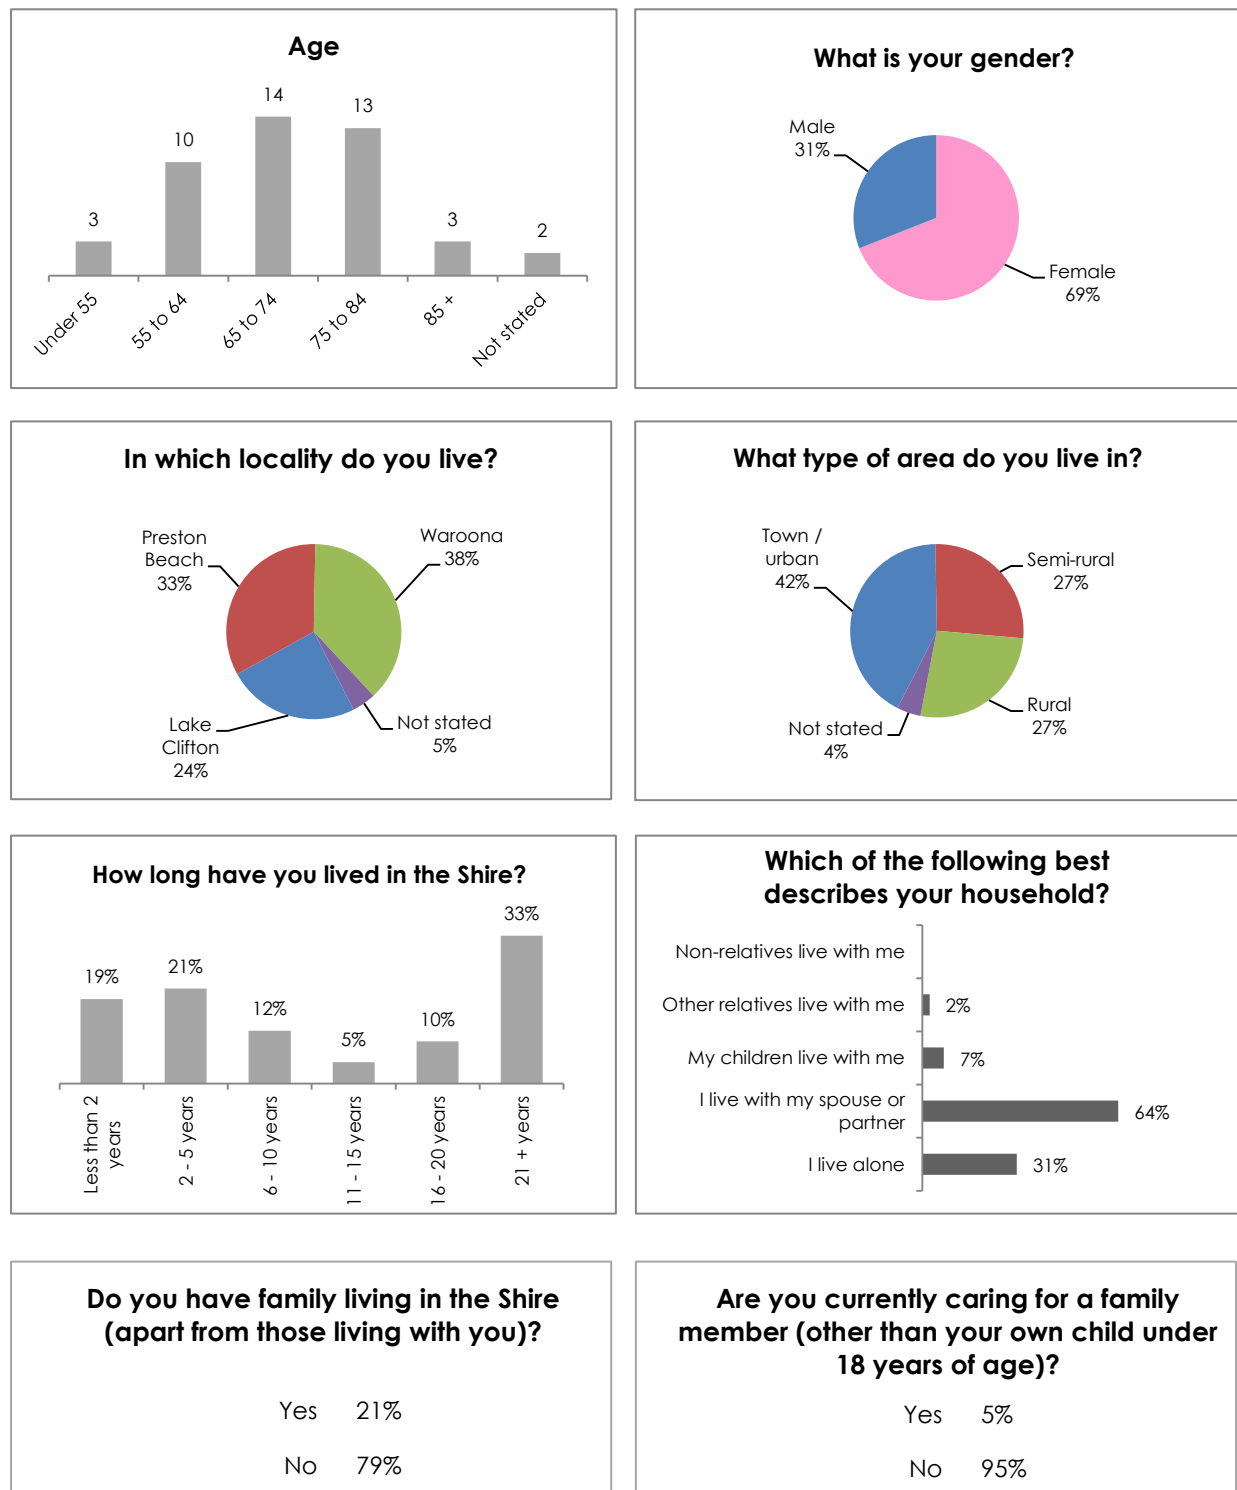 Age
3
10
14
13
3
2
Under 55
55 to 64
65 to 74
75 to 84
85 +
Not stated
What is your gender?
Male
31%
Female
69%
In which locality do you live?
Preston
Beach
33%
Waroona
38%
Lake
Clifton
24%
Not stated
5%
What type of area do you live in?
Town /
urban
42%
Semi-rural
27%
Not stated
4%
Rural
27%
How long have you lived in the Shire?
19%
21%
12%
5%
10%
33%
Less than 2
years
2 - 5 years
6 - 10 years
11 - 15 years
16 - 20 years
21 + years
Which of the following best
describes your household?
Non-relatives live with me
Other relatives live with me
2%
My children live with me
7%
I live with my spouse or
partner
64%
I live alone
31%
Do you have family living in the Shire
(apart from those living with you)?
Yes 21%
No 79%
Are you currently caring for a family
member (other than your own child under
18 years of age)?
Yes 5%
No 95%